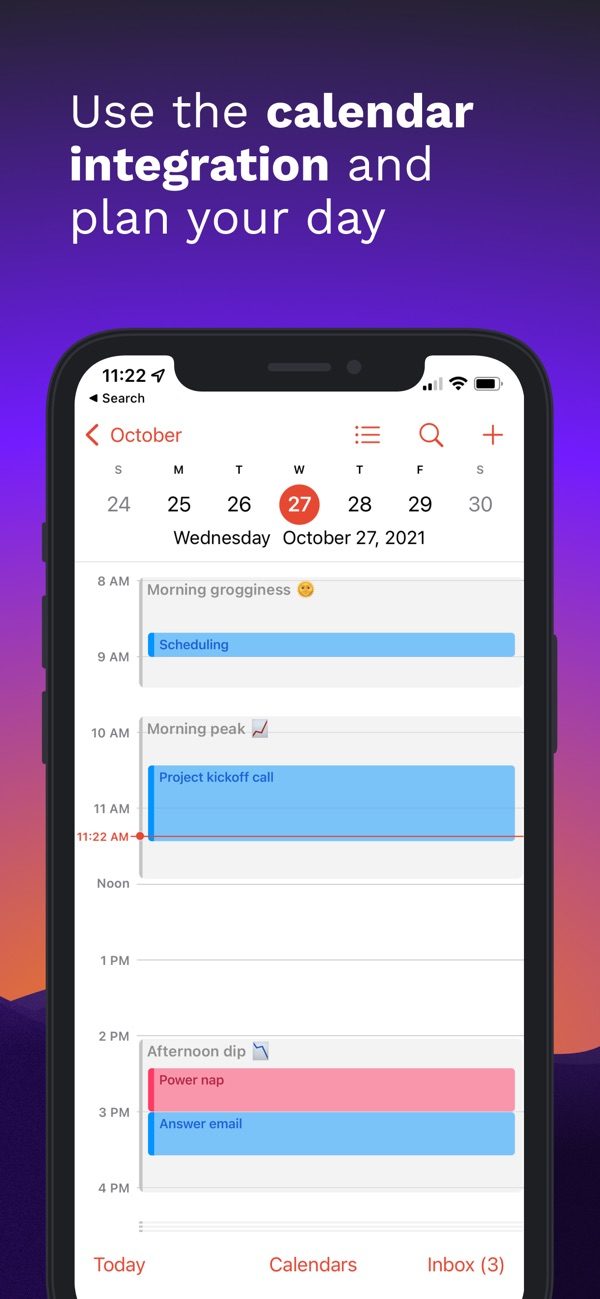 Use the calendar
integration and
plan your day
11:22
◀ Search
October
S M T W T F S
24 25 26 27 28 29 30
Wednesday October 27, 2021
8 AM
Morning grogginess
Scheduling
9 AM
Morning peak
10 AM
Project kickoff call
11 AM
11:22 AM
Noon
1 PM
2 PM
Afternoon dip
Power nap
3 PM
Answer email
4 PM
Today Calendars Inbox (3)